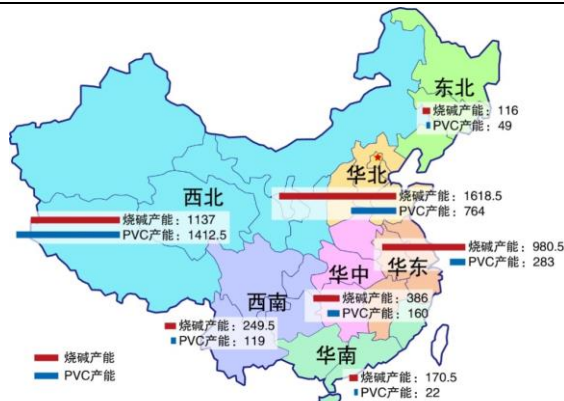 东北
烧碱产能：116
PVC产能：49
华北
烧碱产能：1618.5
PVC产能：764
西北
烧碱产能：1137
PVC产能：1412.5
华东
烧碱产能：980.5
PVC产能：283
华中
烧碱产能：386
PVC产能：160
西南
烧碱产能：249.5
PVC产能：119
华南
烧碱产能：170.5
PVC产能：22
烧碱产能
PVC产能